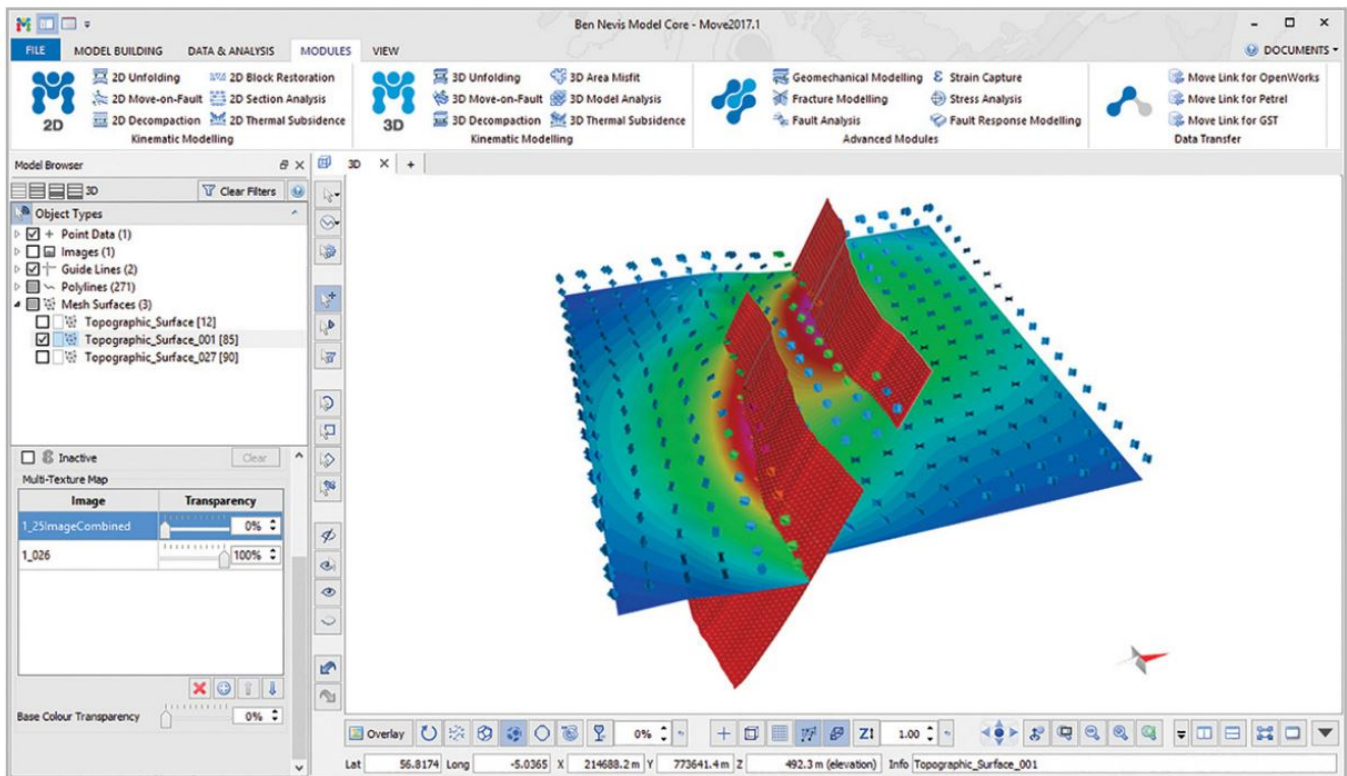 Ben Nevis Model Core - Move2017.1
FILE MODEL BUILDING DATA & ANALYSIS MODULES VIEW DOCUMENTS
2D Unfolding 2D Block Restoration
2D Move-on-Fault 2D Section Analysis
2D Decompaction 2D Thermal Subsidence
2D
Kinematic Modelling
3D Unfolding 3D Area Misfit
3D Move-on-Fault 3D Model Analysis
3D Decompaction 3D Thermal Subsidence
3D
Kinematic Modelling
Geomechanical Modelling Strain Capture
Fracture Modelling Stress Analysis
Fault Analysis Fault Response Modelling
Advanced Modules
Move Link for OpenWorks
Move Link for Petrel
Move Link for GST
Data Transfer
Model Browser
3D Clear Filters
Object Types
Point Data (1)
Images (1)
Guide Lines (2)
Polylines (271)
Mesh Surfaces (3)
Topographic_Surface [12]
Topographic_Surface_001 [85]
Topographic_Surface_027 [90]
Inactive Clear
Multi-Texture Map
Image Transparency
1_25ImageCombined 0%
1_026 100%
Base Colour Transparency 0%
3D
Overlay 0% Z 1.00
Lat 56.8174 Long -5.0365 X 214688.2 m Y 773641.4 m Z 492.3 m (elevation) Info Topographic_Surface_001